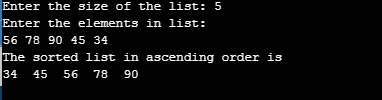 Enter the size of the list: 5
Enter the elements in list:
56 78 90 45 34
The sorted list in ascending order is
34  45  56  78  90